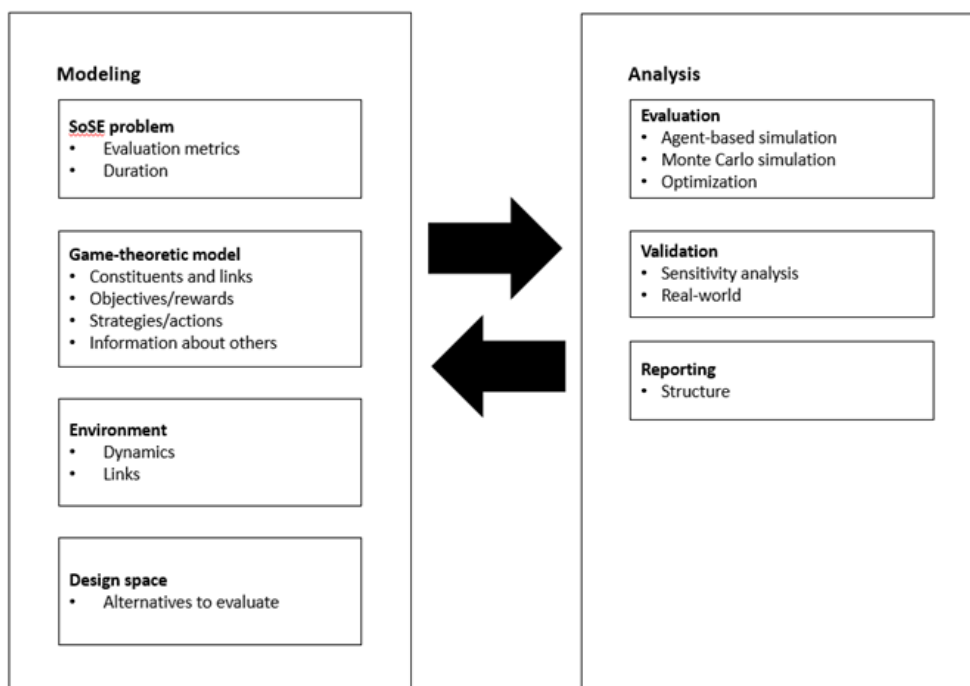 Modeling
SoSE problem
• Evaluation metrics
• Duration
Game-theoretic model
• Constituents and links
• Objectives/rewards
• Strategies/actions
• Information about others
Environment
• Dynamics
• Links
Design space
• Alternatives to evaluate
Analysis
Evaluation
• Agent-based simulation
• Monte Carlo simulation
• Optimization
Validation
• Sensitivity analysis
• Real-world
Reporting
• Structure